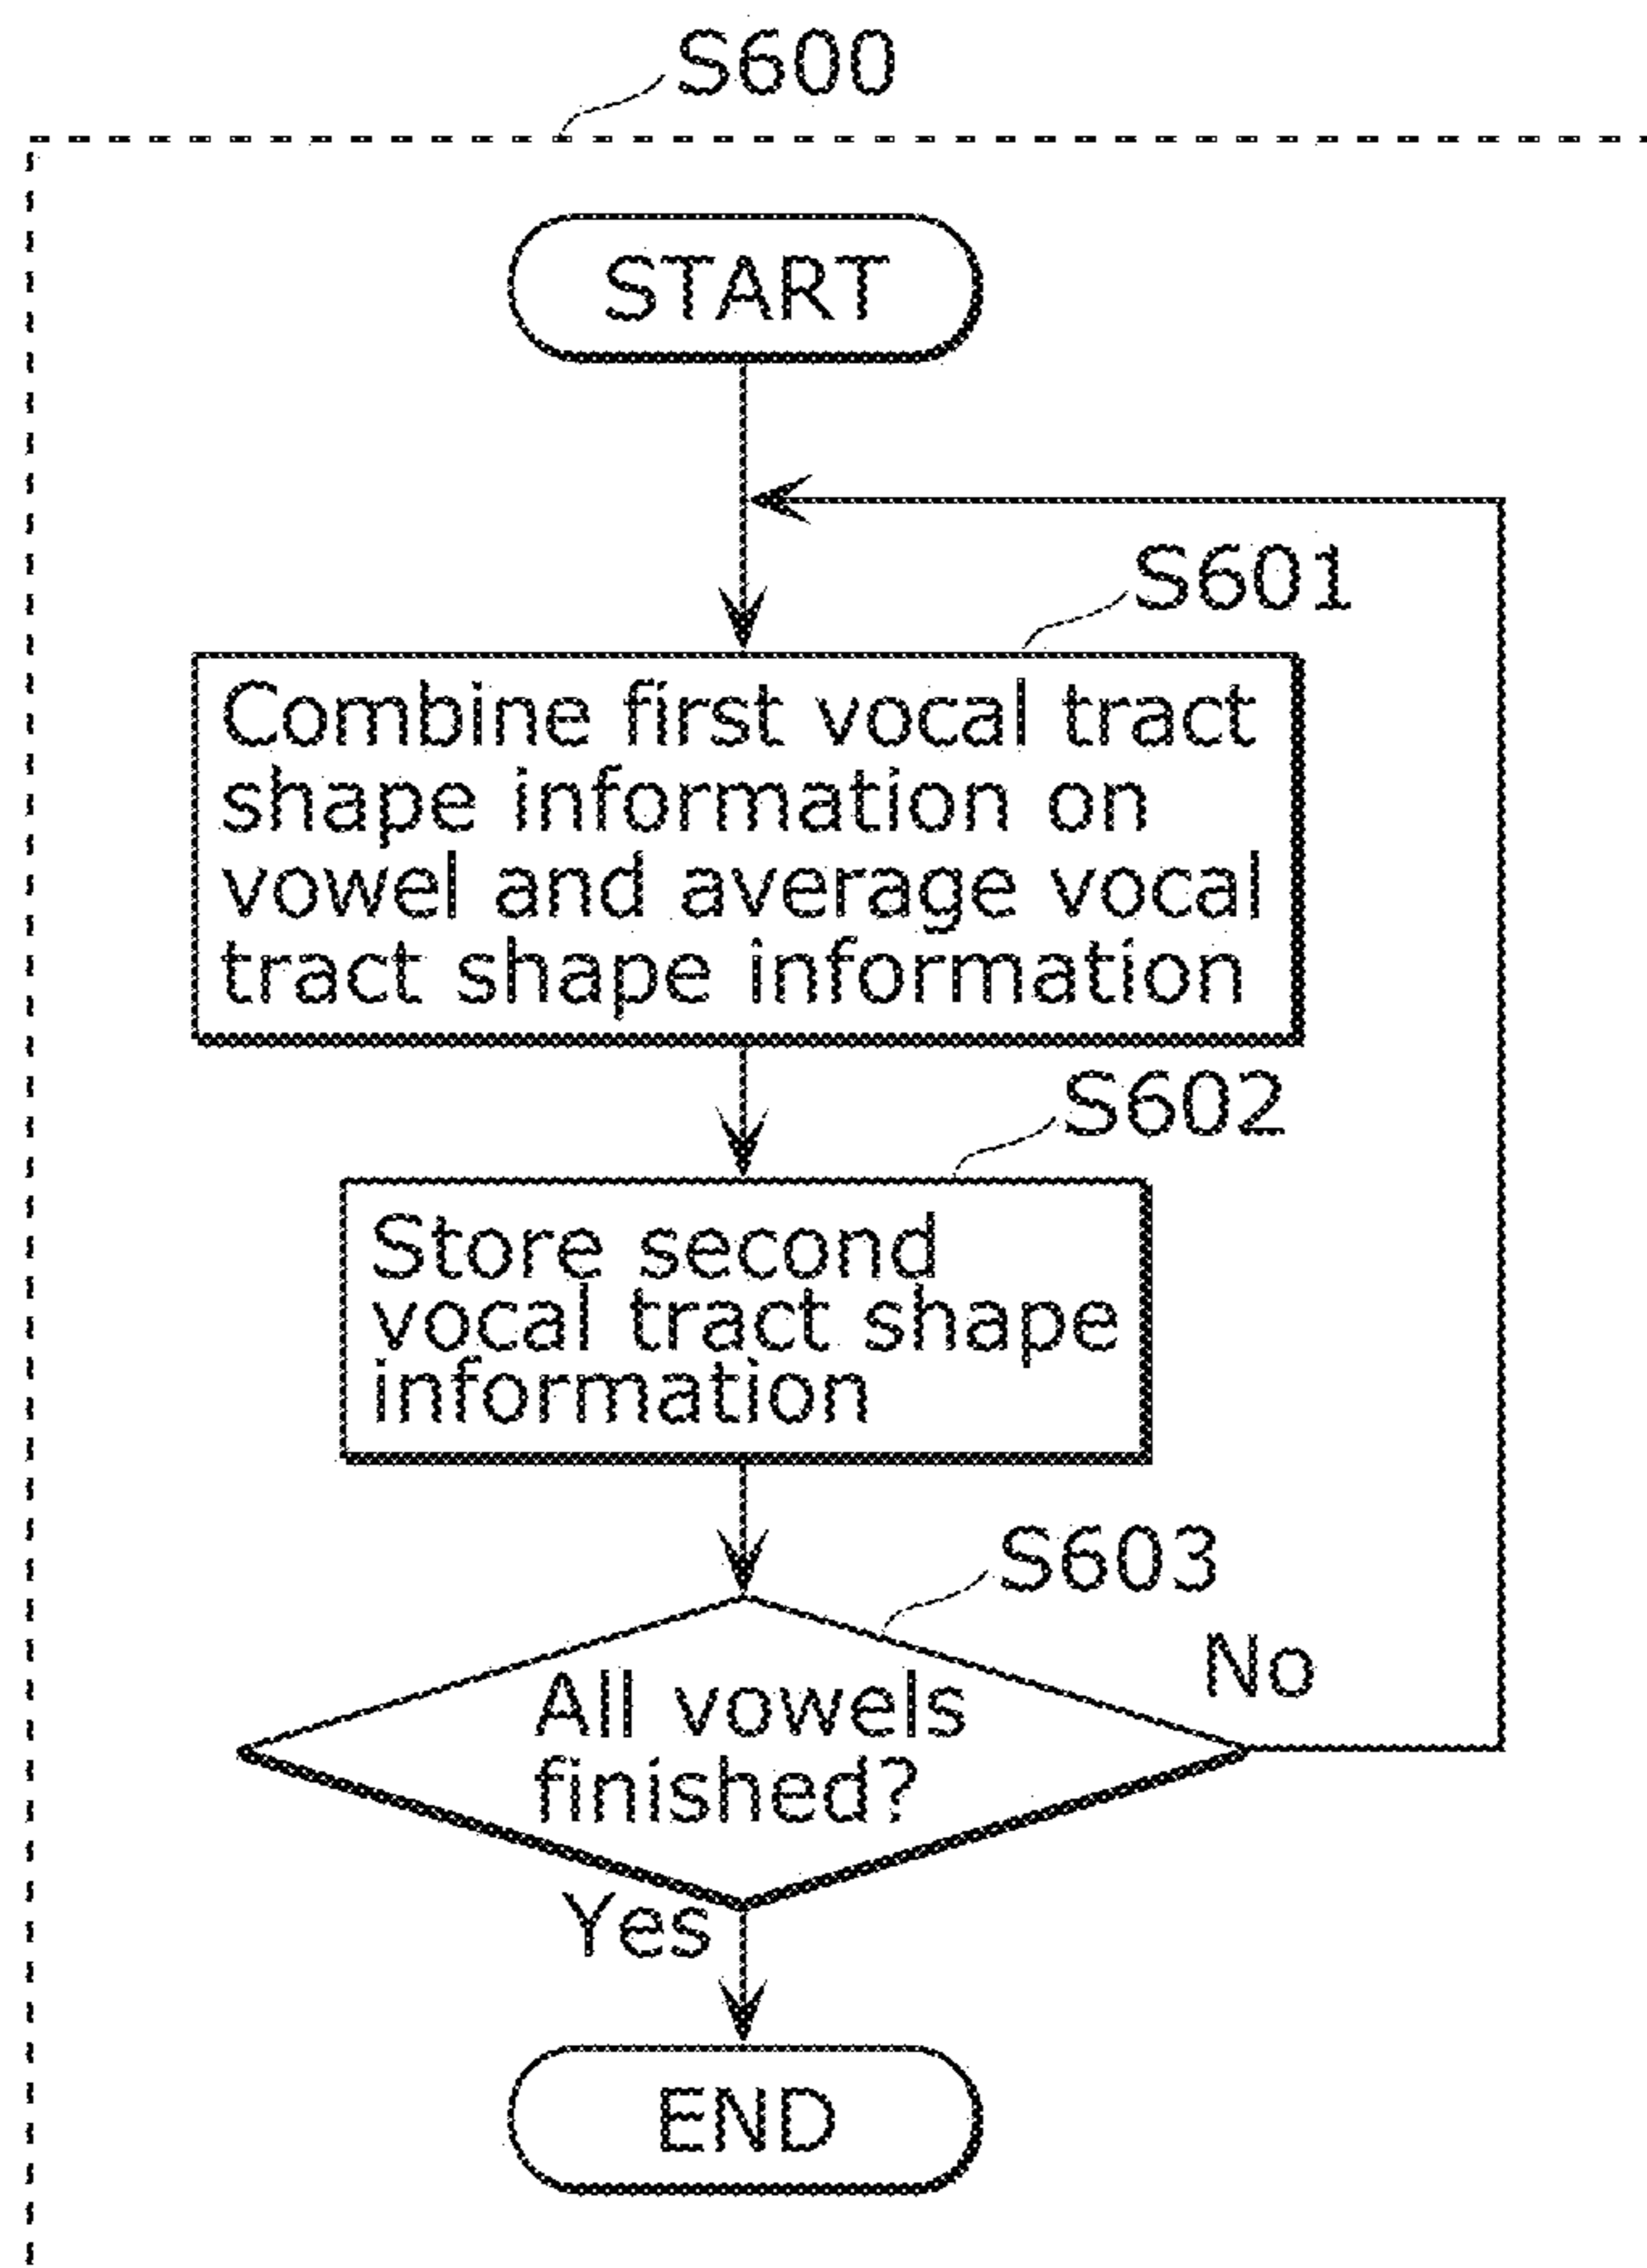 S600
START
S601
Combine first vocal tract
shape information on
vowel and average vocal
tract shape information
S602
Store second
vocal tract shape
information
S603
All vowels
finished?
No
Yes
END